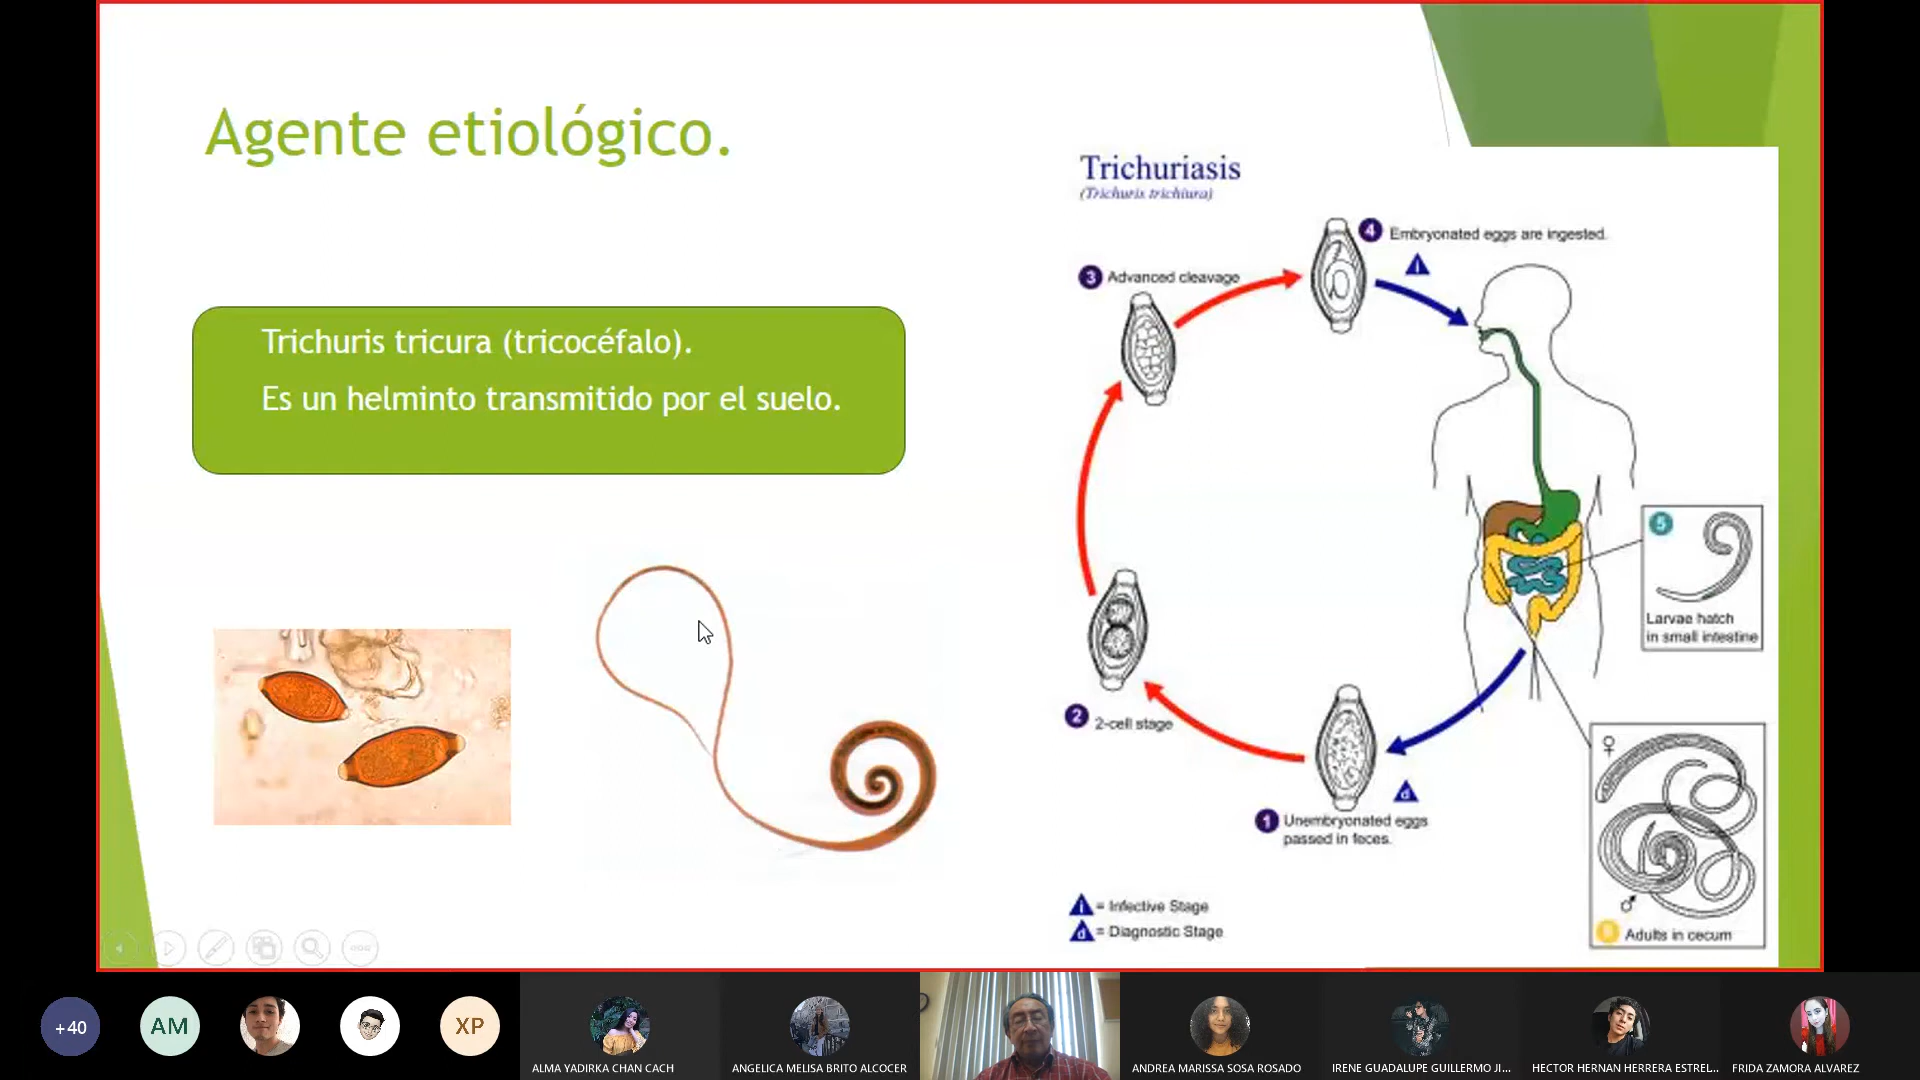 Agente etiológico.
Trichuris tricura (tricocéfalo).
Es un helminto transmitido por el suelo.
Trichuriasis
(Trichuris trichiura)
4 Embryonated eggs are ingested.
i
3 Advanced cleavage
5
Larvae hatch
in small intestine
2 2-cell stage
d
1 Unembryonated eggs
passed in feces.
♀
♂
6 Adults in cecum
i = Infective Stage
d = Diagnostic Stage
+40
AM
XP
ALMA YADIRKA CHAN CACH
ANGELICA MELISA BRITO ALCOCER
ANDREA MARISSA SOSA ROSADO
IRENE GUADALUPE GUILLERMO JI...
HECTOR HERNAN HERRERA ESTREL...
FRIDA ZAMORA ALVAREZ